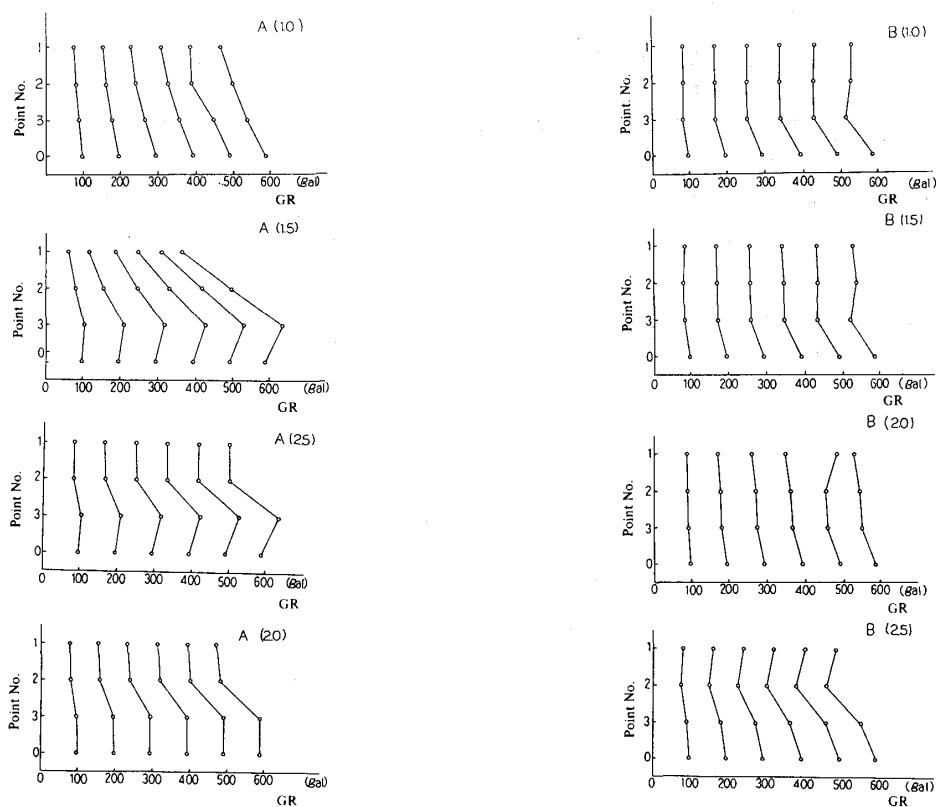 A (1.0)
Point No.
1
2
3
0
100 200 300 400 500 600 (gal)
GR
A (1.5)
Point No.
1
2
3
0
0 100 200 300 400 500 600 (gal)
GR
A (2.5)
Point No.
1
2
3
0
0 100 200 300 400 500 600 (gal)
GR
A (2.0)
Point No.
1
2
3
0
0 100 200 300 400 500 600 (gal)
GR
B (1.0)
Point. No.
1
2
3
0
0 100 200 300 400 500 600 (gal)
GR
B (1.5)
Point No.
1
2
3
0
0 100 200 300 400 500 600 (gal)
GR
B (2.0)
Point No.
1
2
3
0
0 100 200 300 400 500 600 (gal)
GR
B (2.5)
Point No.
1
2
3
0
0 100 200 300 400 500 600 (gal)
GR